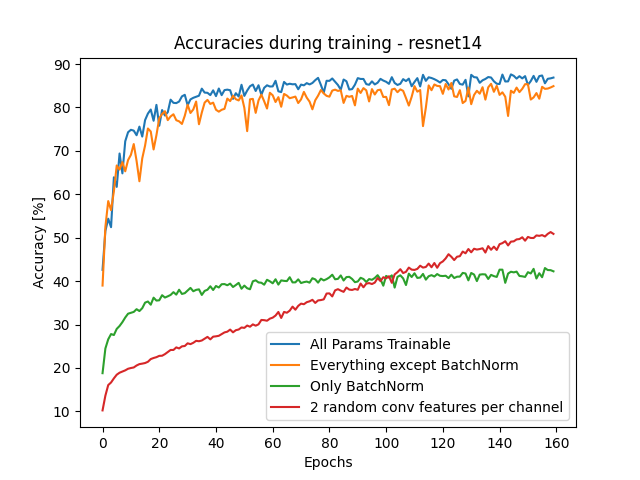 Accuracies during training - resnet14
Accuracy [%]
90
80
70
60
50
40
30
20
10
0 20 40 60 80 100 120 140 160
Epochs
All Params Trainable
Everything except BatchNorm
Only BatchNorm
2 random conv features per channel